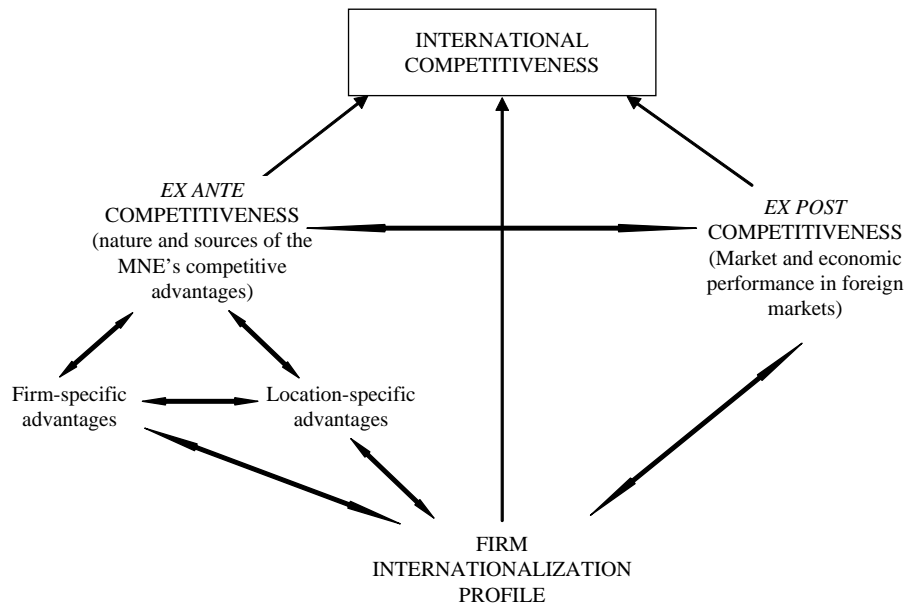 INTERNATIONAL
COMPETITIVENESS
EX ANTE
COMPETITIVENESS
(nature and sources of the
MNE's competitive
advantages)
EX POST
COMPETITIVENESS
(Market and economic
performance in foreign
markets)
Firm-specific
advantages
Location-specific
advantages
FIRM
INTERNATIONALIZATION
PROFILE